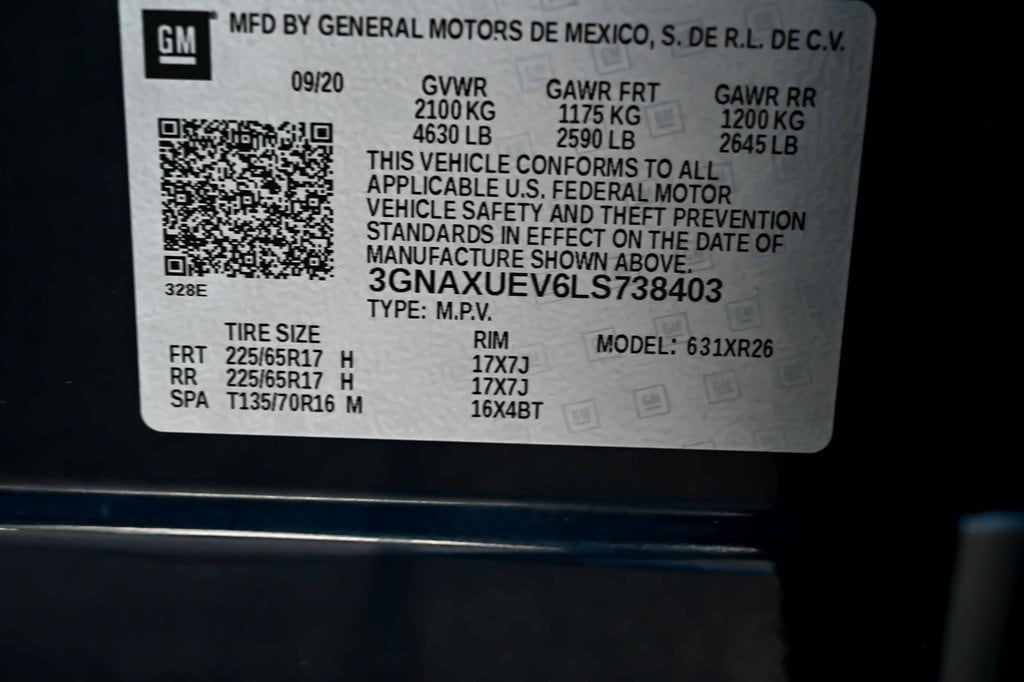 GM MFD BY GENERAL MOTORS DE MEXICO, S. DE R.L. DE C.V.
09/20 GVWR GAWR FRT GAWR RR
2100 KG 1175 KG 1200 KG
4630 LB 2590 LB 2645 LB
THIS VEHICLE CONFORMS TO ALL
APPLICABLE U.S. FEDERAL MOTOR
VEHICLE SAFETY AND THEFT PREVENTION
STANDARDS IN EFFECT ON THE DATE OF
MANUFACTURE SHOWN ABOVE.
3GNAXUEV6LS738403
328E
TYPE: M.P.V.
TIRE SIZE RIM MODEL: 631XR26
FRT 225/65R17 H 17X7J
RR 225/65R17 H 17X7J
SPA T135/70R16 M 16X4BT